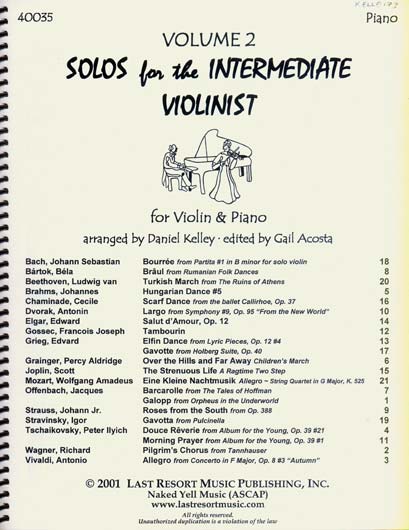 40035 Piano
VOLUME 2
SOLOS for the INTERMEDIATE
VIOLINIST
for Violin & Piano
arranged by Daniel Kelley - edited by Gail Acosta
Bach, Johann Sebastian Bourrée from Partita #1 in B minor for solo violin 18
Bártok, Béla Brâul from Rumanian Folk Dances 8
Beethoven, Ludwig van Turkish March from The Ruins of Athens 20
Brahms, Johannes Hungarian Dance #5 5
Chaminade, Cecile Scarf Dance from the ballet Callirhoe, Op. 37 16
Dvorak, Antonin Largo from Symphony #9, Op. 95 "From the New World" 10
Elgar, Edward Salut d'Amour, Op. 12 14
Gossec, Francois Joseph Tambourin 12
Grieg, Edvard Elfin Dance from Lyric Pieces, Op. 12 #4 13
Gavotte from Holberg Suite, Op. 40 17
Grainger, Percy Aldridge Over the Hills and Far Away Children's March 6
Joplin, Scott The Strenuous Life A Ragtime Two Step 15
Mozart, Wolfgang Amadeus Eine Kleine Nachtmusik Allegro ~ String Quartet in G Major, K. 525 21
Offenbach, Jacques Barcarolle from The Tales of Hoffman 7
Galopp from Orpheus in the Underworld 1
Strauss, Johann Jr. Roses from the South from Op. 388 9
Stravinsky, Igor Gavotta from Pulcinella 19
Tschaikovsky, Peter Ilyich Douce Rêverie from Album for the Young, Op. 39 #21 4
Morning Prayer from Album for the Young, Op. 39 #1 11
Wagner, Richard Pilgrim's Chorus from Tannhauser 2
Vivaldi, Antonio Allegro from Concerto in F Major, Op. 8 #3 "Autumn" 3
© 2001 LAST RESORT MUSIC PUBLISHING, INC.
Naked Yell Music (ASCAP)
www.lastresortmusic.com
All rights reserved.
Unauthorized duplication is a violation of the law